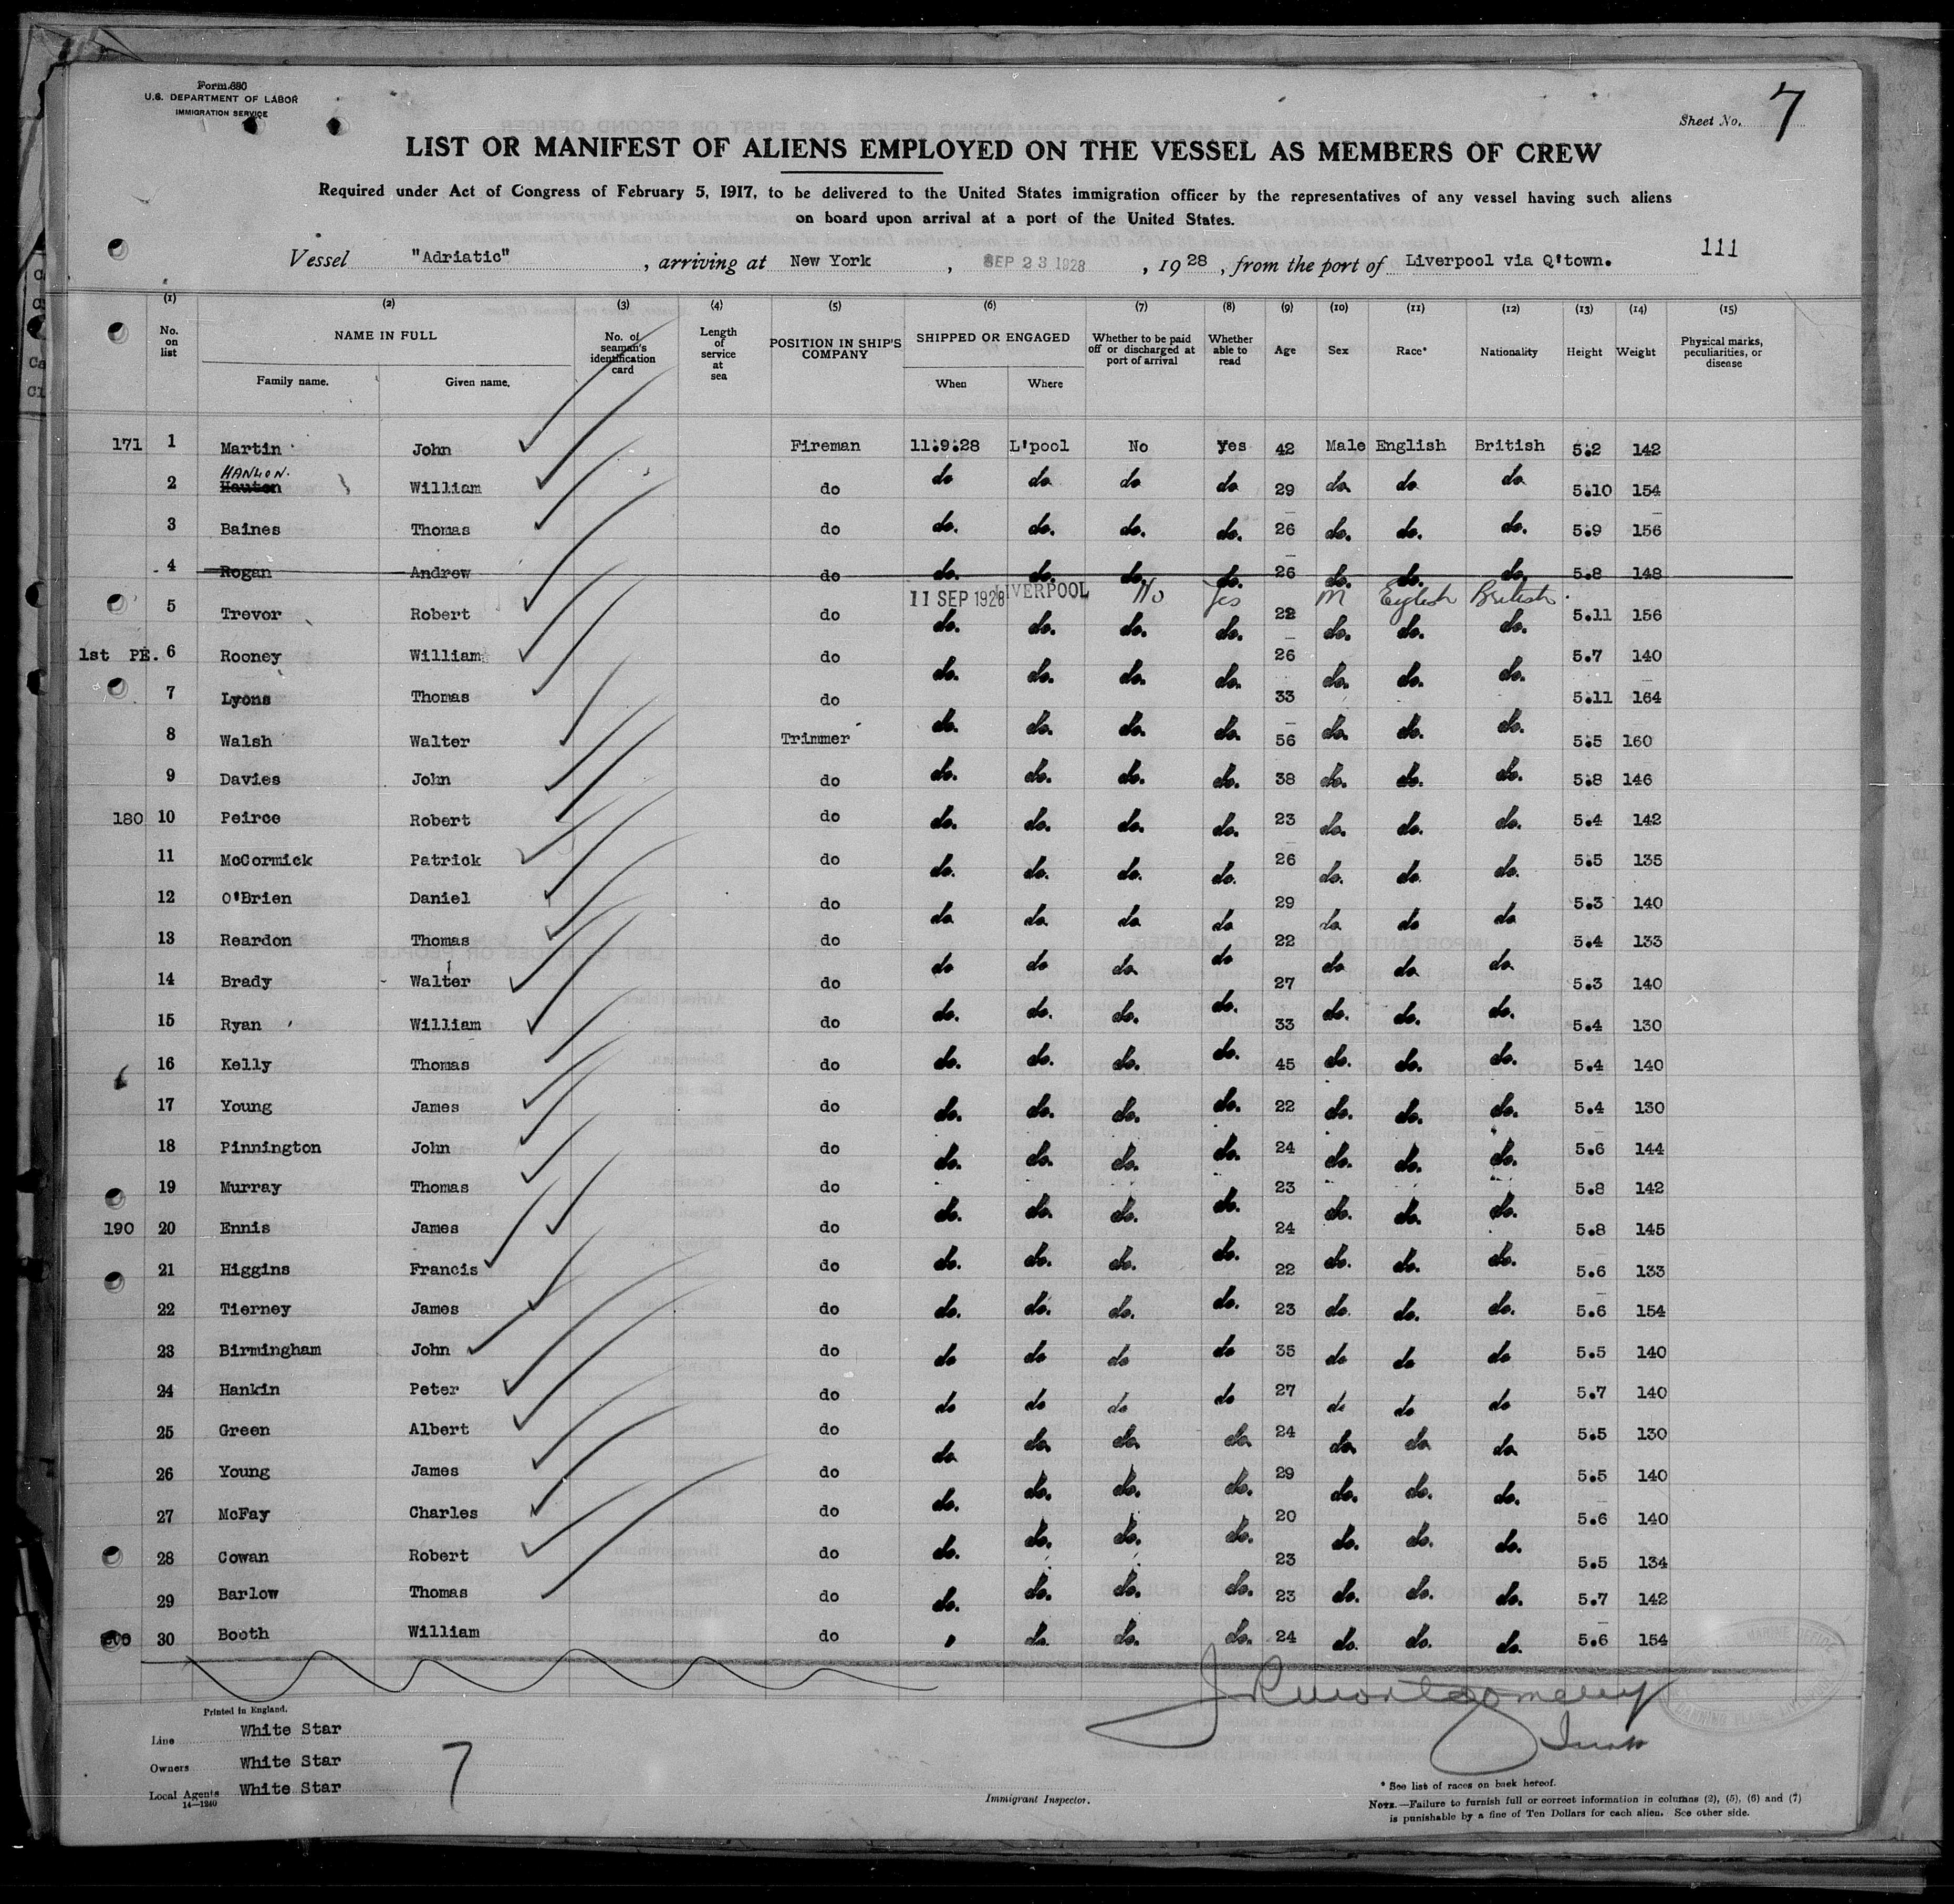 Form 680
U.S. DEPARTMENT OF LABOR
IMMIGRATION SERVICE
Sheet No. 7
LIST OR MANIFEST OF ALIENS EMPLOYED ON THE VESSEL AS MEMBERS OF CREW
Required under Act of Congress of February 5, 1917, to be delivered to the United States immigration officer by the representatives of any vessel having such aliens
on board upon arrival at a port of the United States.
111
Vessel "Adriatic", arriving at New York, SEP 23 1928, 1928, from the port of Liverpool via Q'town.
(1) (2) (3) (4) (5) (6) (7) (8) (9) (10) (11) (12) (13) (14) (15)
No. on list NAME IN FULL Family name. Given name. No. of seaman's identification card Length of service at sea POSITION IN SHIP'S COMPANY SHIPPED OR ENGAGED When Where Whether to be paid off or discharged at port of arrival Whether able to read Age Sex Race* Nationality Height Weight Physical marks, peculiarities, or disease
171 1 Martin John Fireman 11.9.28 L'pool No Yes 42 Male English British 5.2 142
HANLON.
2 Hauton William do do do do do 29 do do do 5.10 154
3 Baines Thomas do do. do. do. do. 26 do. do. do. 5.9 156
4 Rogan Andrew do do. do. do. do. 26 do. do. do. 5.8 148
11 SEP 1928 LIVERPOOL No Yes M English British
5 Trevor Robert do do. do. do. do. 22 do. do. do. 5.11 156
1st PE. 6 Rooney William do do. do. do. do. 26 do. do. do. 5.7 140
7 Lyons Thomas do 33 5.11 164
8 Walsh Walter Trimmer do. do. do. do. 56 do. do. do. 5.5 160
9 Davies John do do. do. do. do. 38 do. do. do. 5.8 146
180 10 Peirce Robert do do. do. do. do. 23 do. do. do. 5.4 142
11 McCormick Patrick do do. do. do. do. 26 do. do. do. 5.5 135
12 O'Brien Daniel do do do do do 29 do do do 5.3 140
13 Reardon Thomas do 22 5.4 133
14 Brady Walter do do do do do 27 do do do 5.3 140
15 Ryan William do do. do. do. do. 33 do. do. do. 5.4 130
16 Kelly Thomas do do. do. do. do. 45 do. do. do. 5.4 140
17 Young James do do. do. do. do. 22 do. do. do. 5.4 130
18 Pinnington John do do. do. do. do. 24 do. do. do. 5.6 144
19 Murray Thomas do 23 5.8 142
190 20 Ennis James do do. do. do. do. 24 do. do. do. 5.8 145
21 Higgins Francis do do. do. do. do. 22 do. do. do. 5.6 133
22 Tierney James do do. do. do. do. 23 do. do. do. 5.6 154
23 Birmingham John do do do do do 35 do do do 5.5 140
24 Hankin Peter do do do do do 27 do do do 5.7 140
25 Green Albert do do do do do 24 do do do 5.5 130
26 Young James do do. do. do. do. 29 do. do. do. 5.5 140
27 McFay Charles do 20 5.6 140
28 Cowan Robert do do. do. do. do. 23 do. do. do. 5.5 134
29 Barlow Thomas do do. do. do. do. 23 do. do. do. 5.7 142
200 30 Booth William do do. do. do. 24 do. do. do. 5.6 154
Printed in England.
Line White Star
Owners White Star
Local Agents White Star
14—1240
7
Immigrant Inspector.
* See list of races on back hereof.
NOTE.—Failure to furnish full or correct information in columns (2), (5), (6) and (7)
is punishable by a fine of Ten Dollars for each alien. See other side.